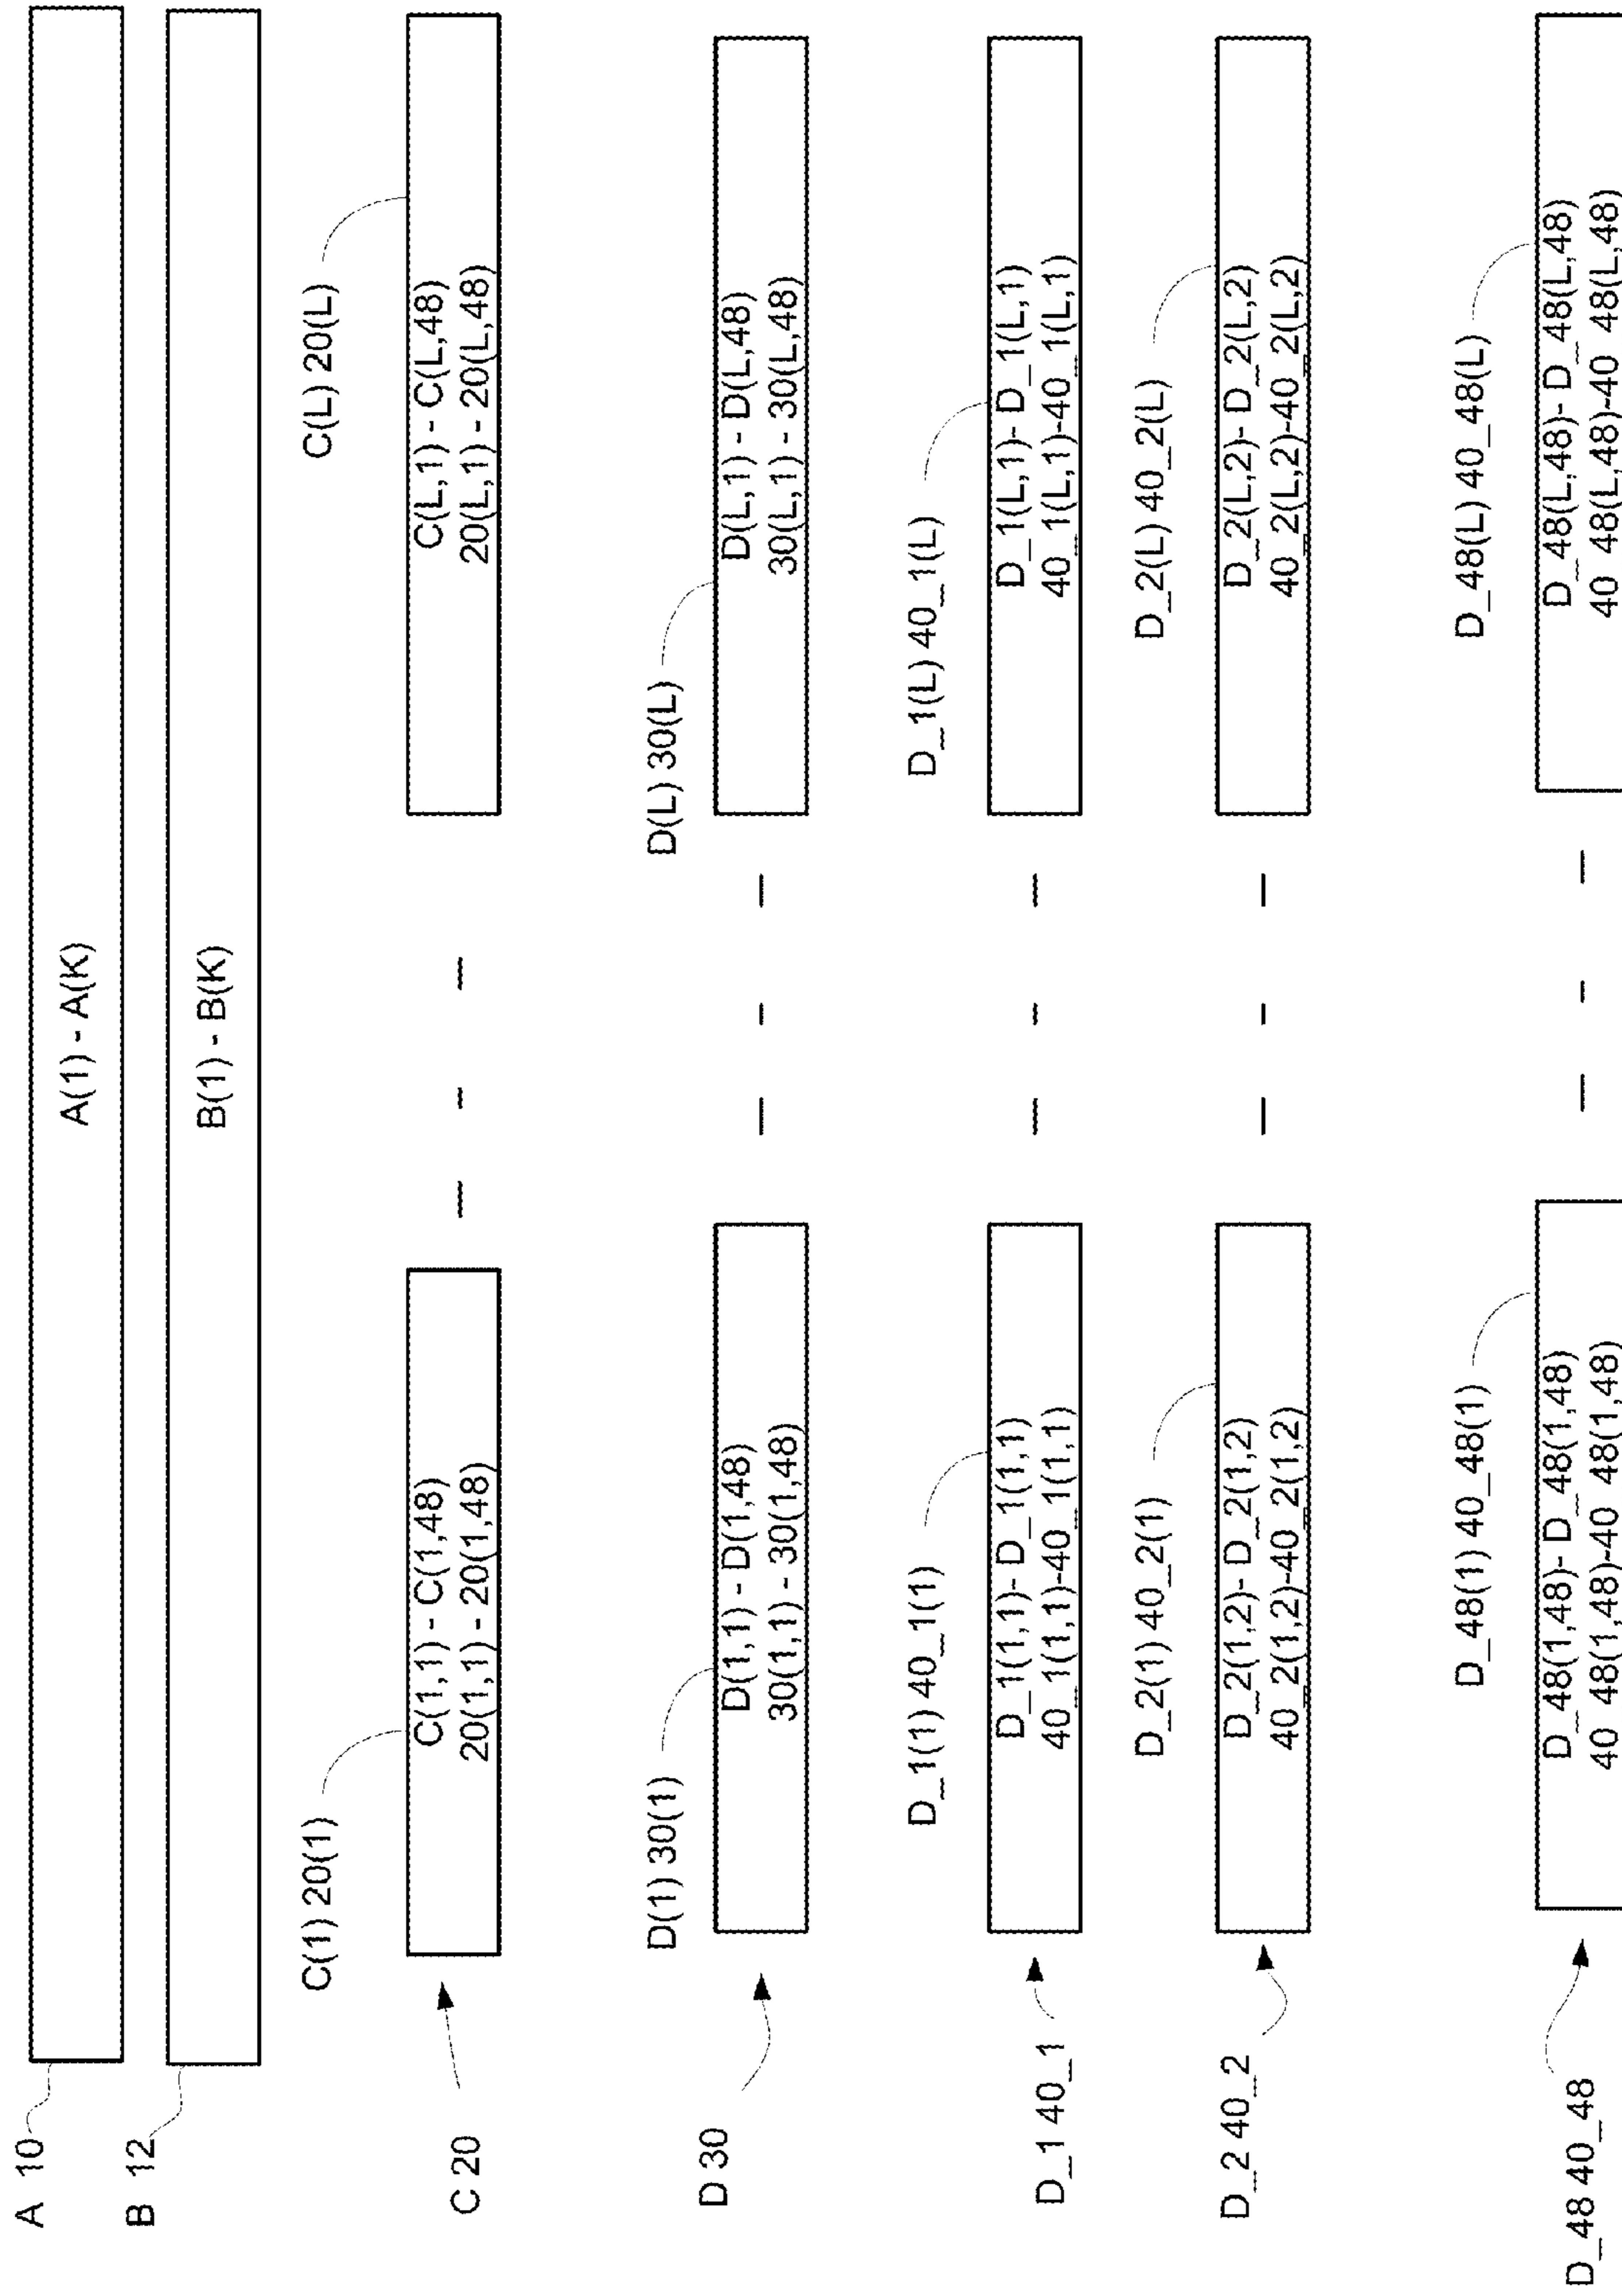 A 10
A(1) - A(K)
B 12
B(1) - B(K)
C(1) 20(1)
C(L) 20(L)
C 20
C(1,1) - C(1,48)
20(1,1) - 20(1,48)
C(L,1) - C(L,48)
20(L,1) - 20(L,48)
D(1) 30(1)
D(L) 30(L)
D 30
D(1,1) - D(1,48)
30(1,1) - 30(1,48)
D(L,1) - D(L,48)
30(L,1) - 30(L,48)
D_1(1) 40_1(1)
D_1(L) 40_1(L)
D_1 40_1
D_1(1,1)- D_1(1,1)
40_1(1,1)-40_1(1,1)
D_1(L,1)- D_1(L,1)
40_1(L,1)-40_1(L,1)
D_2(1) 40_2(1)
D_2(L) 40_2(L)
D_2 40_2
D_2(1,2)- D_2(1,2)
40_2(1,2)-40_2(1,2)
D_2(L,2)- D_2(L,2)
40_2(L,2)-40_2(L,2)
D_48(1) 40_48(1)
D_48(L) 40_48(L)
D_48 40_48
D_48(1,48)- D_48(1,48)
40_48(1,48)-40_48(1,48)
D_48(L,48)- D_48(L,48)
40_48(L,48)-40_48(L,48)